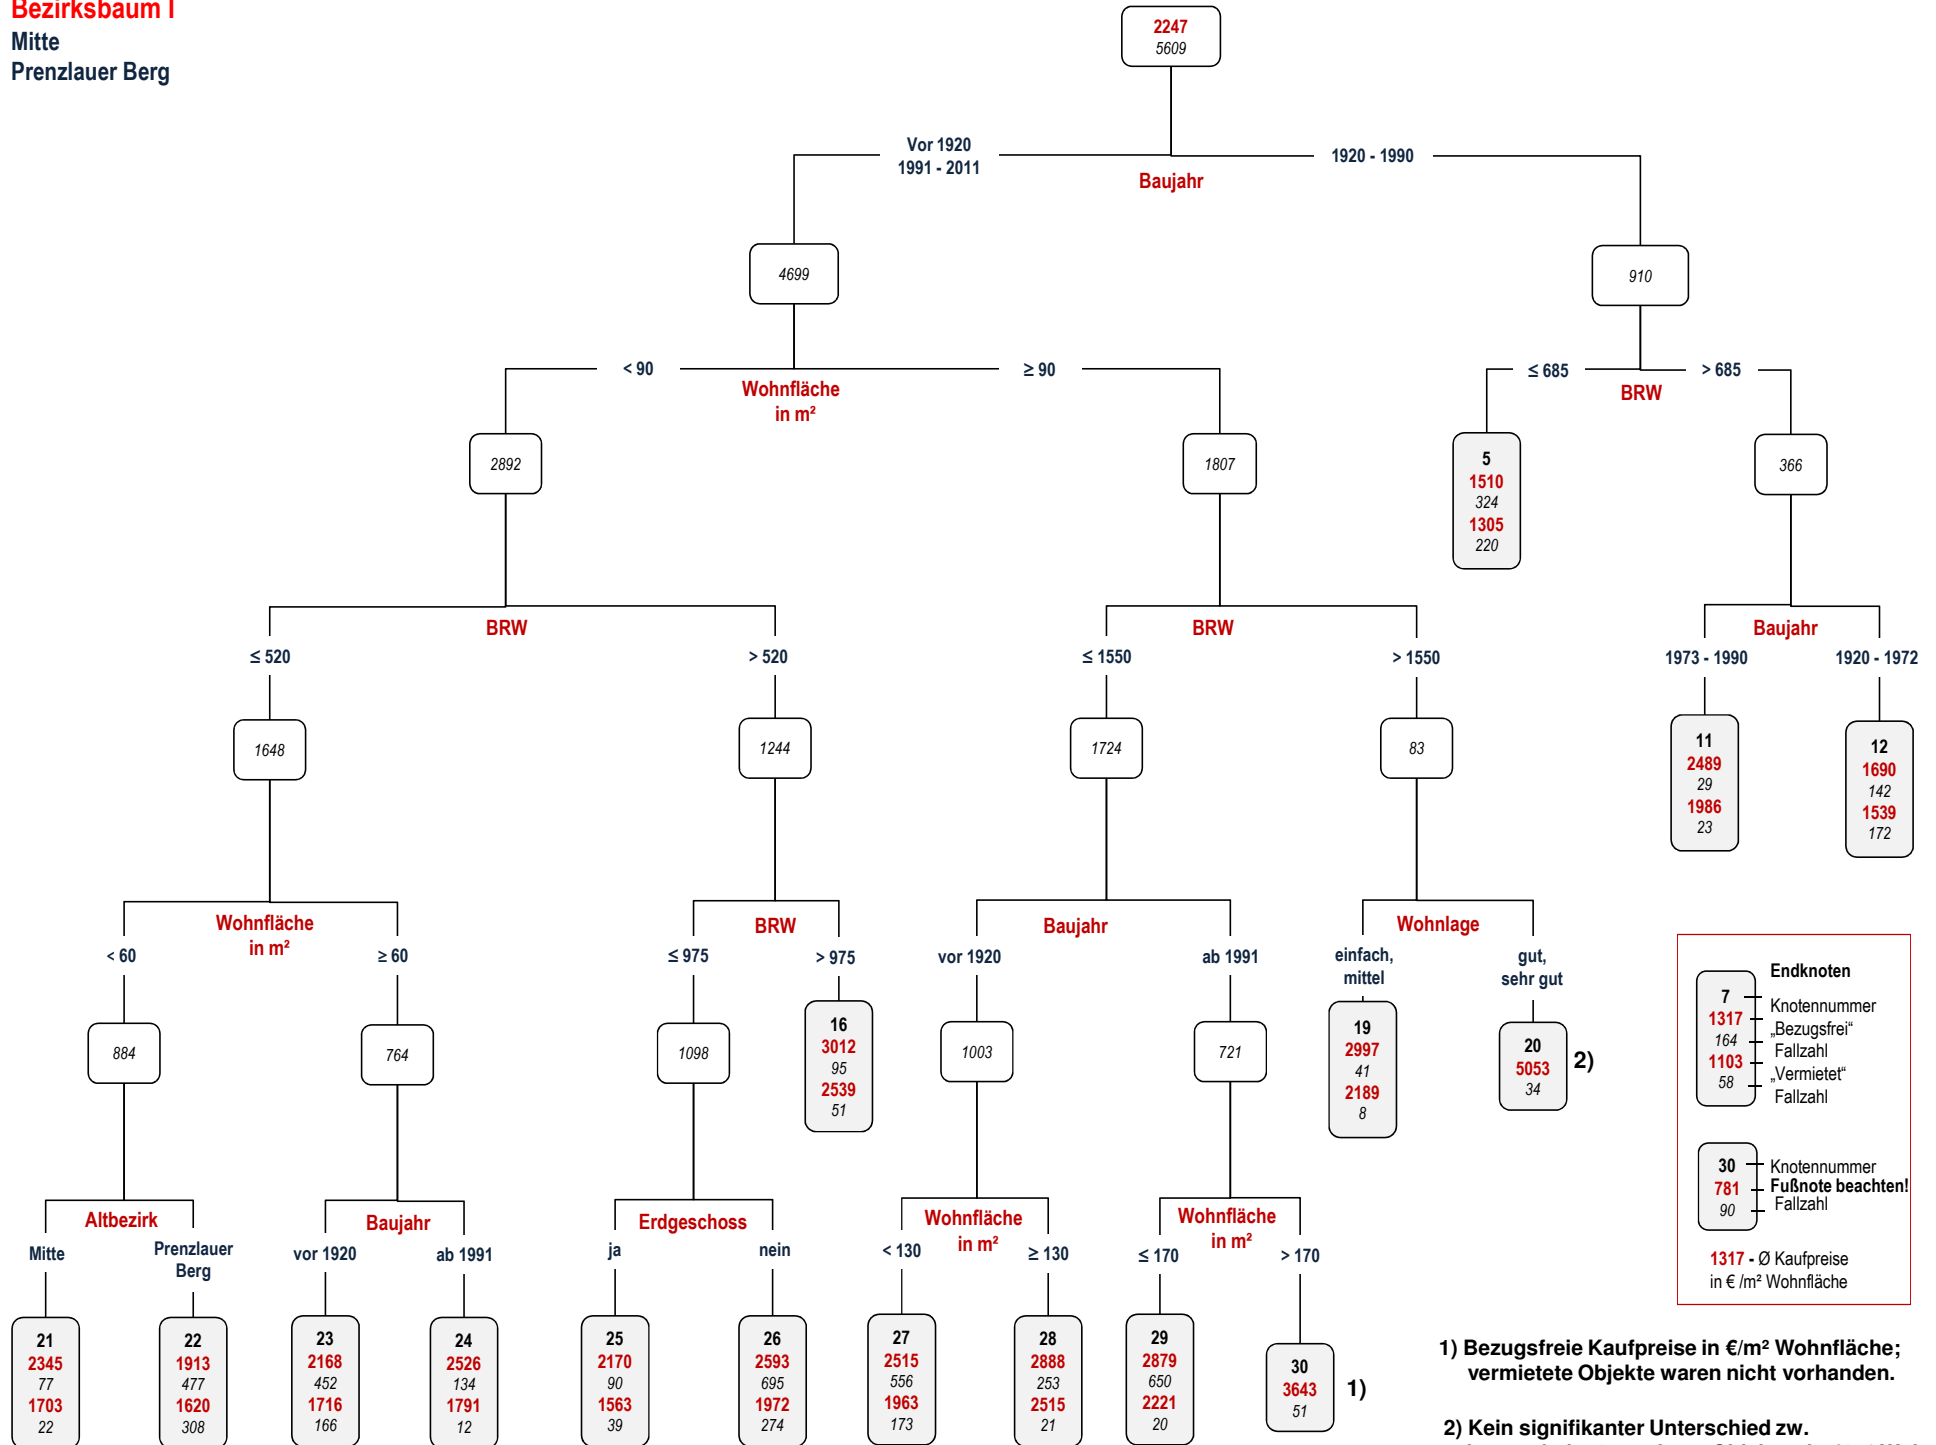 Bezirksbaum I
Mitte
Prenzlauer Berg
2247
5609
Vor 1920
1991 - 2011
1920 - 1990
Baujahr
4699
910
< 90
≥ 90
Wohnfläche
in m²
≤ 685
> 685
BRW
2892
1807
5
1510
324
1305
220
366
BRW
≤ 520
> 520
BRW
≤ 1550
> 1550
Baujahr
1973 - 1990
1920 - 1972
1648
1244
1724
83
11
2489
29
1986
23
12
1690
142
1539
172
Wohnfläche
in m²
< 60
≥ 60
BRW
≤ 975
> 975
Baujahr
vor 1920
ab 1991
Wohnlage
einfach,
mittel
gut,
sehr gut
884
764
1098
16
3012
95
2539
51
1003
721
19
2997
41
2189
8
20
5053
34
2)
Altbezirk
Mitte
Prenzlauer
Berg
Baujahr
vor 1920
ab 1991
Erdgeschoss
ja
nein
Wohnfläche
in m²
< 130
≥ 130
Wohnfläche
in m²
≤ 170
> 170
21
2345
77
1703
22
22
1913
477
1620
308
23
2168
452
1716
166
24
2526
134
1791
12
25
2170
90
1563
39
26
2593
695
1972
274
27
2515
556
1963
173
28
2888
253
2515
21
29
2879
650
2221
20
30
3643
51
1)
Endknoten
7
1317
164
1103
58
Knotennummer
„Bezugsfrei“
Fallzahl
„Vermietet“
Fallzahl
30
781
90
Knotennummer
Fußnote beachten!
Fallzahl
1317 - Ø Kaufpreise
in € /m² Wohnfläche
1) Bezugsfreie Kaufpreise in €/m² Wohnfläche;
vermietete Objekte waren nicht vorhanden.
2) Kein signifikanter Unterschied zw.